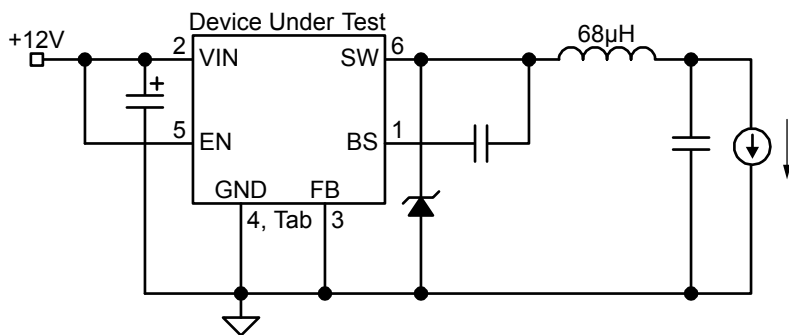 Device Under Test
+12V
2
VIN
SW
6
68µH
+
5
EN
BS
1
GND
FB
4, Tab
3